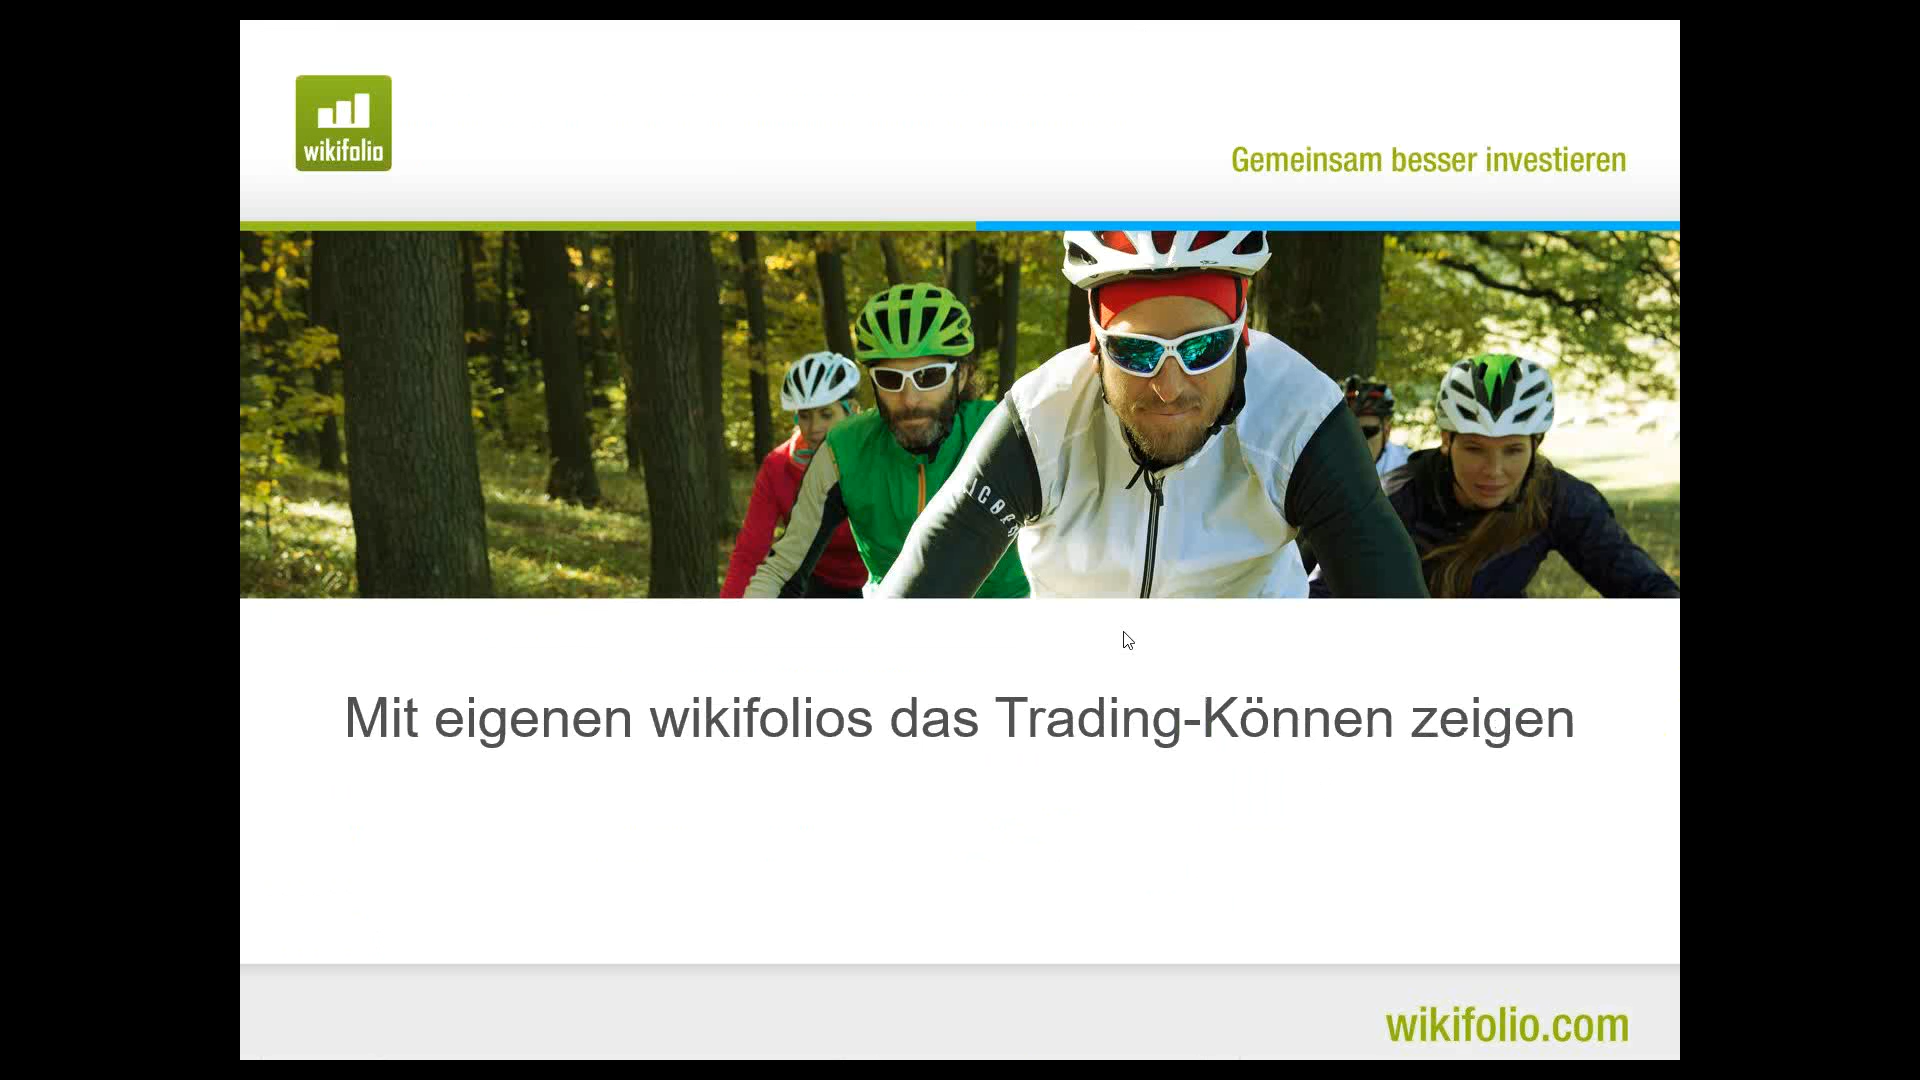 wikifolio
Gemeinsam besser investieren
Mit eigenen wikifolios das Trading-Können zeigen
wikifolio.com